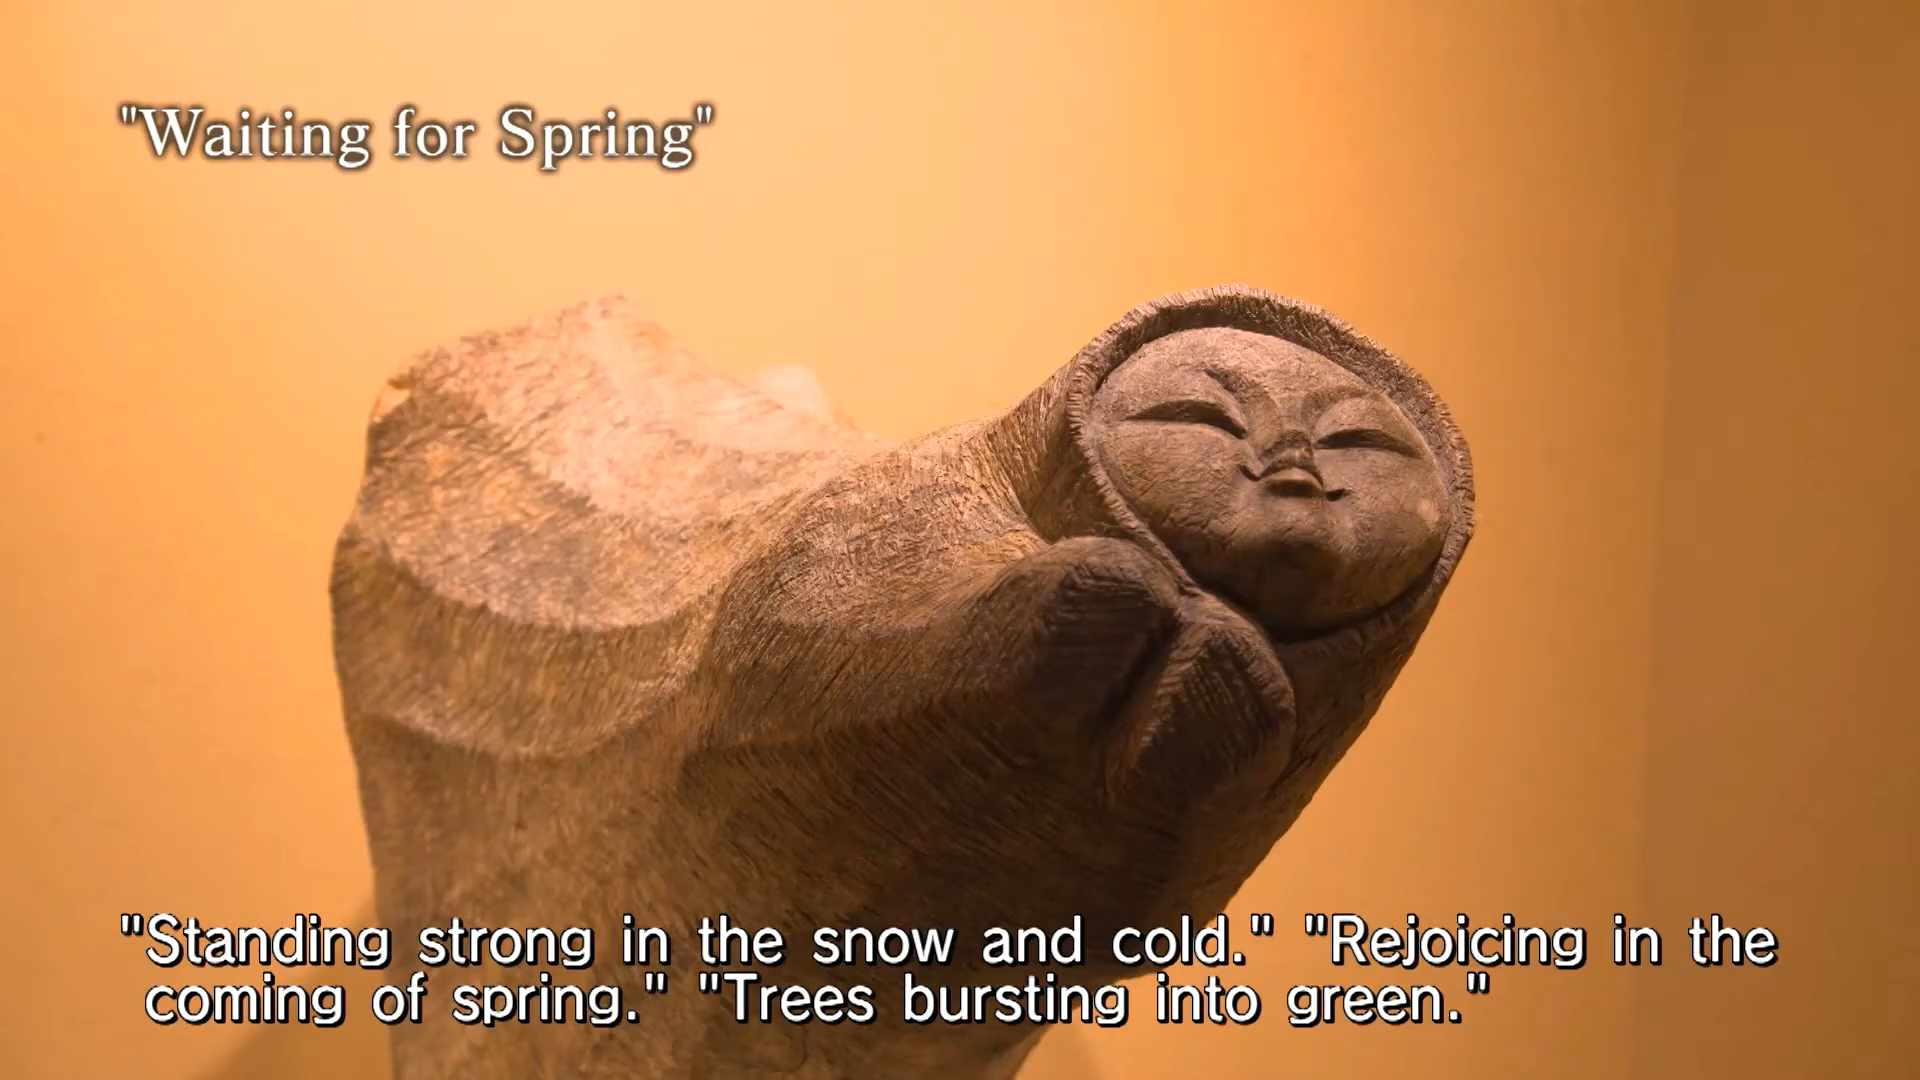 "Waiting for Spring"
"Standing strong in the snow and cold." "Rejoicing in the
coming of spring." "Trees bursting into green."